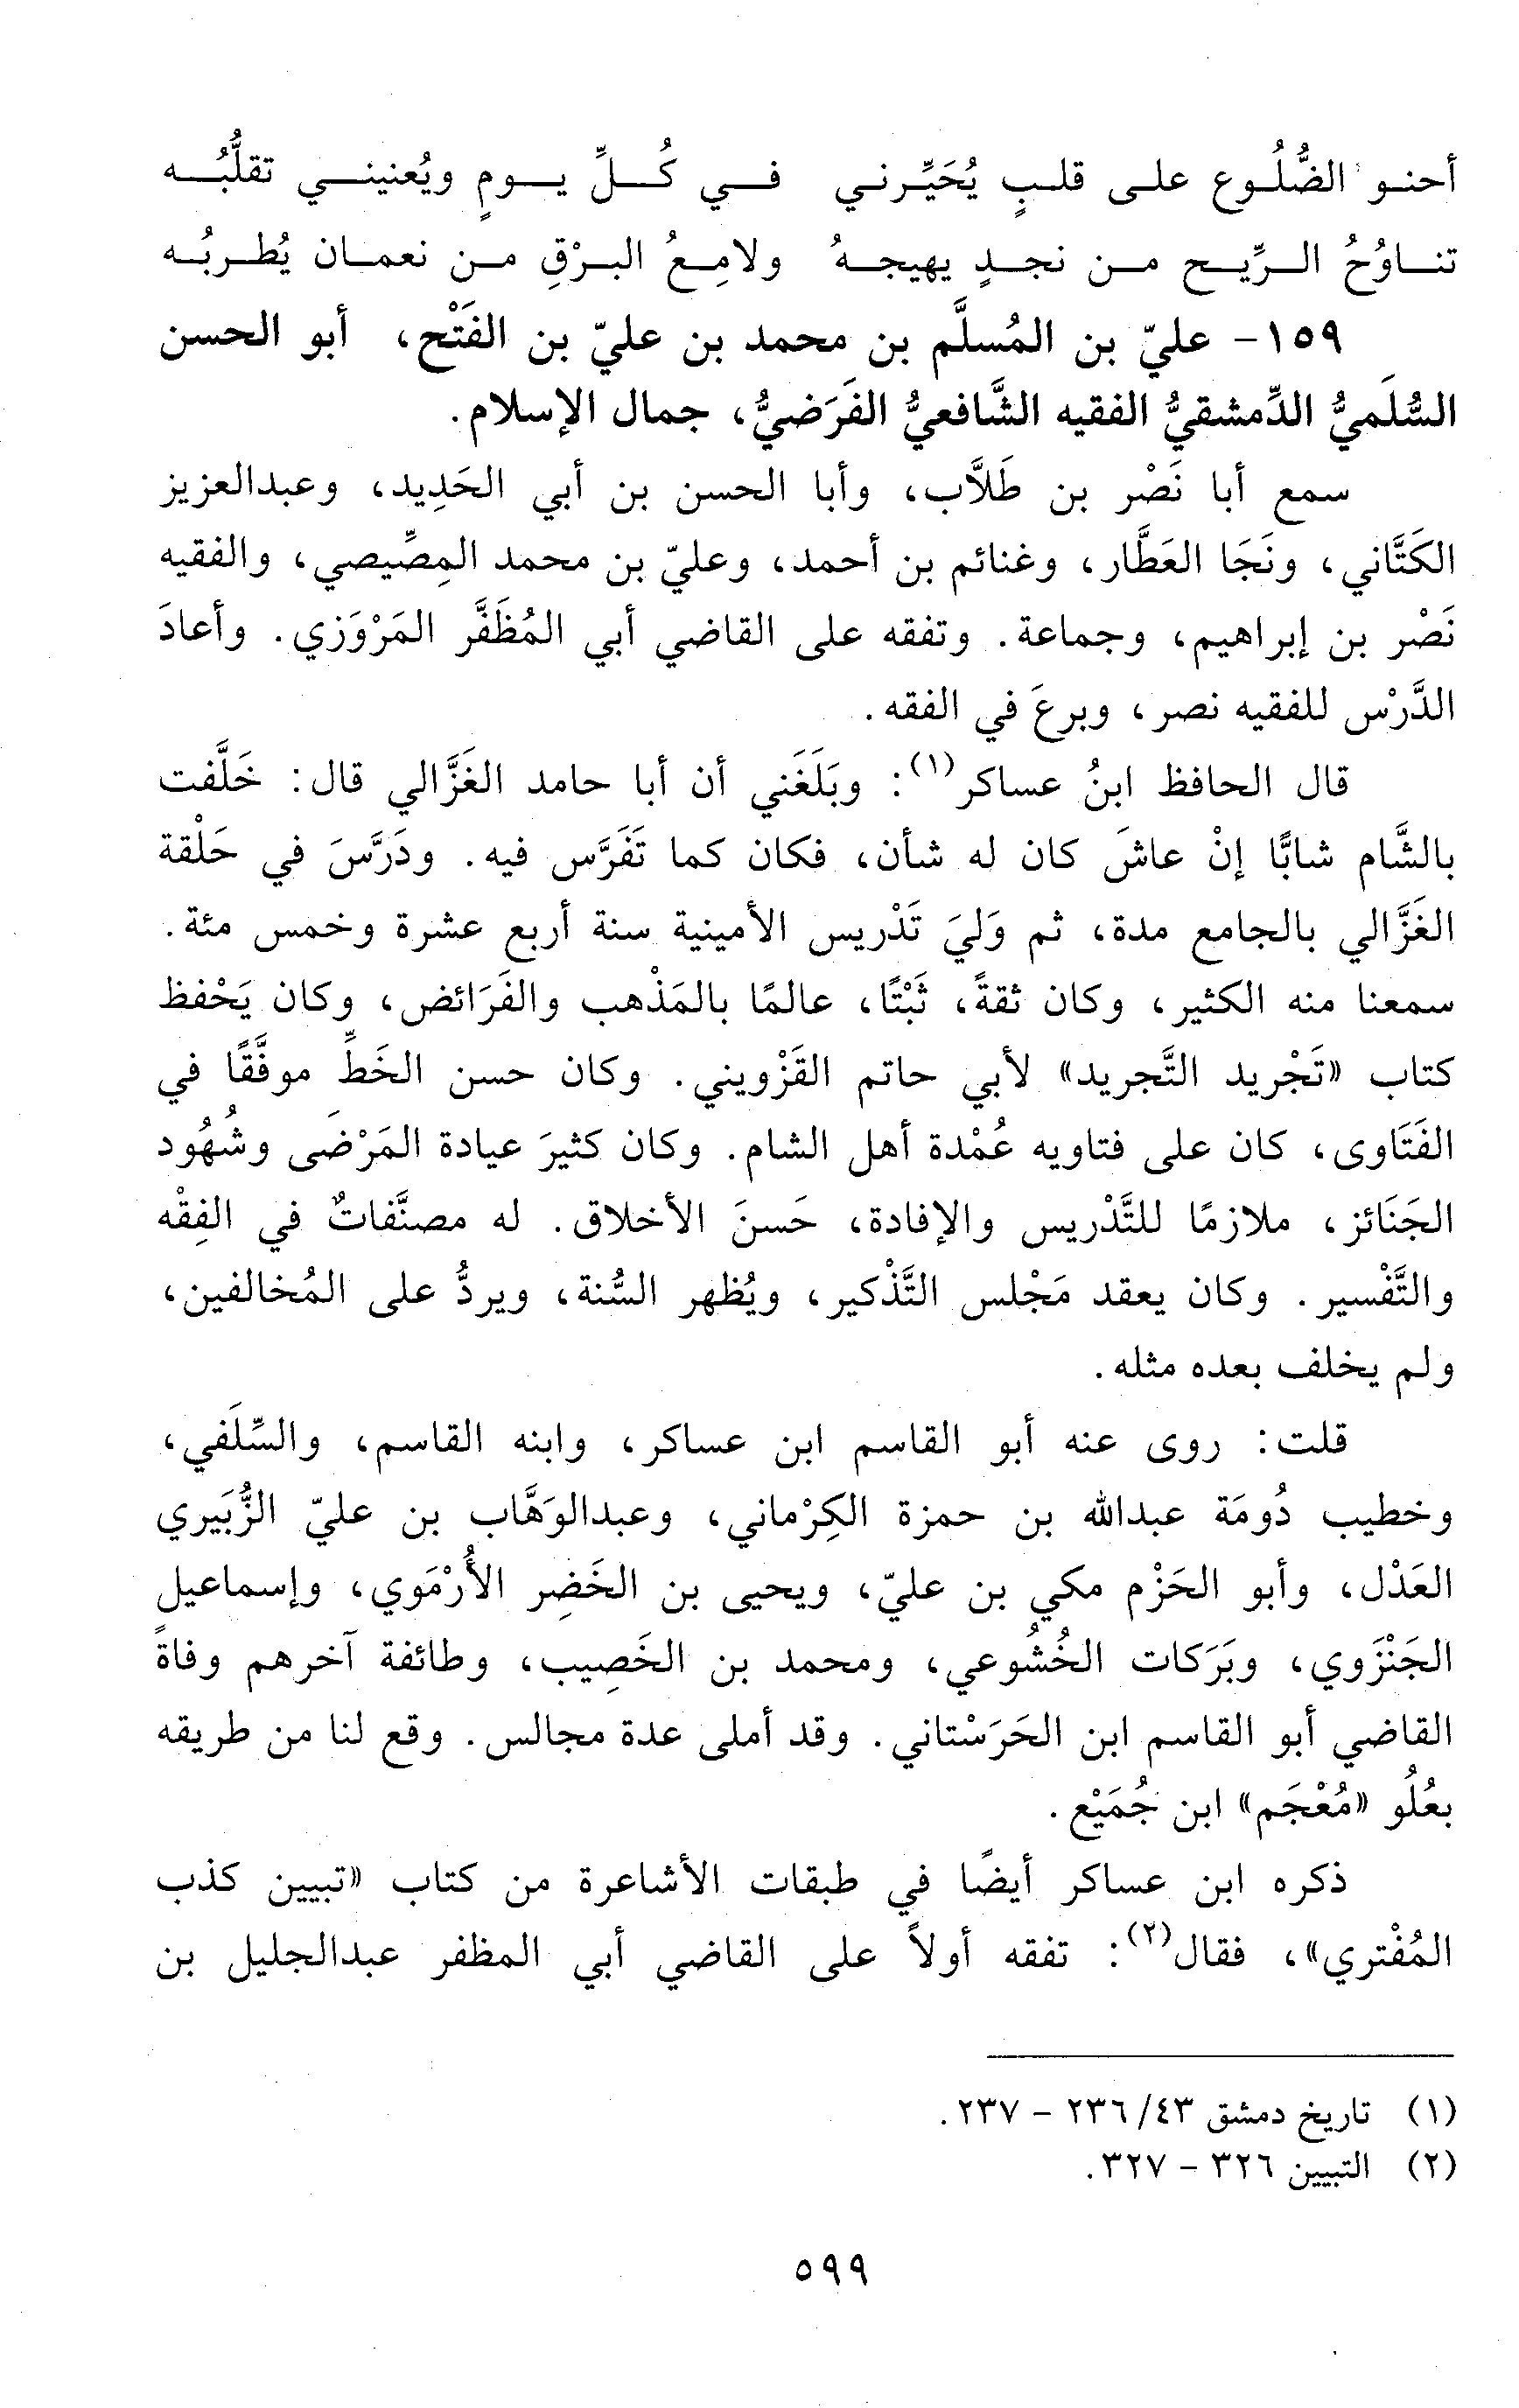 أحنو الضُّلُوع على قلبٍ يُحَيِّرني في كُلِّ يومٍ ويُعنيني تقلُّبُه
تناوُحُ الرِّيح من نجدٍ يهيجهُ ولامِعُ البرْقِ من نعمان يُطربُه
١٥٩- عليّ بن المُسلَّم بن محمد بن عليّ بن الفَتْح، أبو الحسن
السُّلَميُّ الدِّمشقيُّ الفقيه الشَّافعيُّ الفَرَضيُّ، جمال الإسلام.
سمع أبا نَصْر بن طَلاَّب، وأبا الحسن بن أبي الحَدِيد، وعبدالعزيز
الكَتَّاني، ونَجَا العَطَّار، وغنائم بن أحمد، وعليّ بن محمد المِصِّيصي، والفقيه
نَصْر بن إبراهيم، وجماعة. وتفقه على القاضي أبي المُظَفَّر المَرْوَزي. وأعادَ
الدَّرْس للفقيه نصر، وبرعَ في الفقه.
قال الحافظ ابنُ عساكر(١): وبَلَغَني أن أبا حامد الغَزَّالي قال: خَلَّفت
بالشَّام شابًّا إنْ عاشَ كان له شأن، فكان كما تَفَرَّس فيه. ودَرَّسَ في حَلْقة
الغَزَّالي بالجامع مدة، ثم وَليَ تَدْريس الأمينية سنة أربع عشرة وخمس مئة.
سمعنا منه الكثير، وكان ثقةً، ثَبْتًا، عالمًا بالمَذْهب والفَرَائض، وكان يَحْفظ
كتاب «تَجْريد التَّجريد» لأبي حاتم القَزْويني. وكان حسن الخَطِّ موفَّقًا في
الفَتَاوى، كان على فتاويه عُمْدة أهل الشام. وكان كثيرَ عيادة المَرْضَى وشُهُود
الجَنَائز، ملازمًا للتَّدْريس والإفادة، حَسنَ الأخلاق. له مصنَّفاتٌ في الفِقْه
والتَّفْسير. وكان يعقد مَجْلس التَّذْكير، ويُظهر السُّنة، ويردُّ على المُخالفين،
ولم يخلف بعده مثله.
قلت: روى عنه أبو القاسم ابن عساكر، وابنه القاسم، والسِّلَفي،
وخطيب دُومَة عبدالله بن حمزة الكِرْماني، وعبدالوَهَّاب بن عليّ الزُّبَيري
العَدْل، وأبو الحَزْم مكي بن عليّ، ويحيى بن الخَضِر الأُرْمَوي، وإسماعيل
الجَنْزَوي، وبَرَكات الخُشُوعي، ومحمد بن الخَصِيب، وطائفة آخرهم وفاةً
القاضي أبو القاسم ابن الحَرَسْتاني. وقد أملى عدة مجالس. وقع لنا من طريقه
بعُلُو «مُعْجَم» ابن جُمَيْع.
ذكره ابن عساكر أيضًا في طبقات الأشاعرة من كتاب «تبيين كذب
المُفْتري»، فقال(٢): تفقه أولاً على القاضي أبي المظفر عبدالجليل بن
(١) تاريخ دمشق ٤٣/ ٢٣٦ - ٢٣٧.
(٢) التبيين ٣٢٦ - ٣٢٧.
٥٩٩